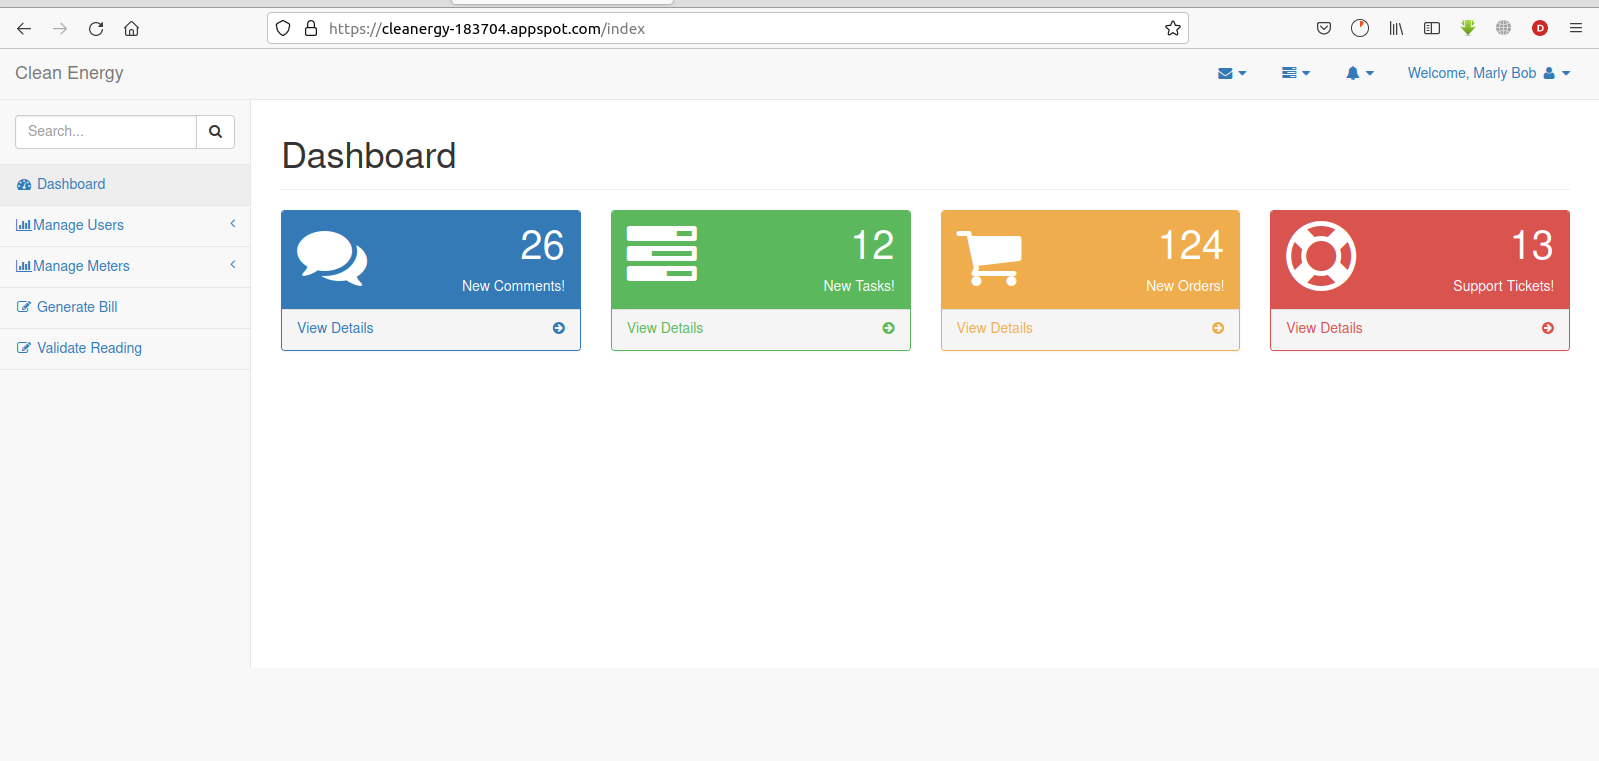 https://cleanergy-183704.appspot.com/index
D
Clean Energy
Welcome, Marly Bob
Search...
Dashboard
Manage Users
Manage Meters
Generate Bill
Validate Reading
Dashboard
26
New Comments!
View Details
12
New Tasks!
View Details
124
New Orders!
View Details
13
Support Tickets!
View Details